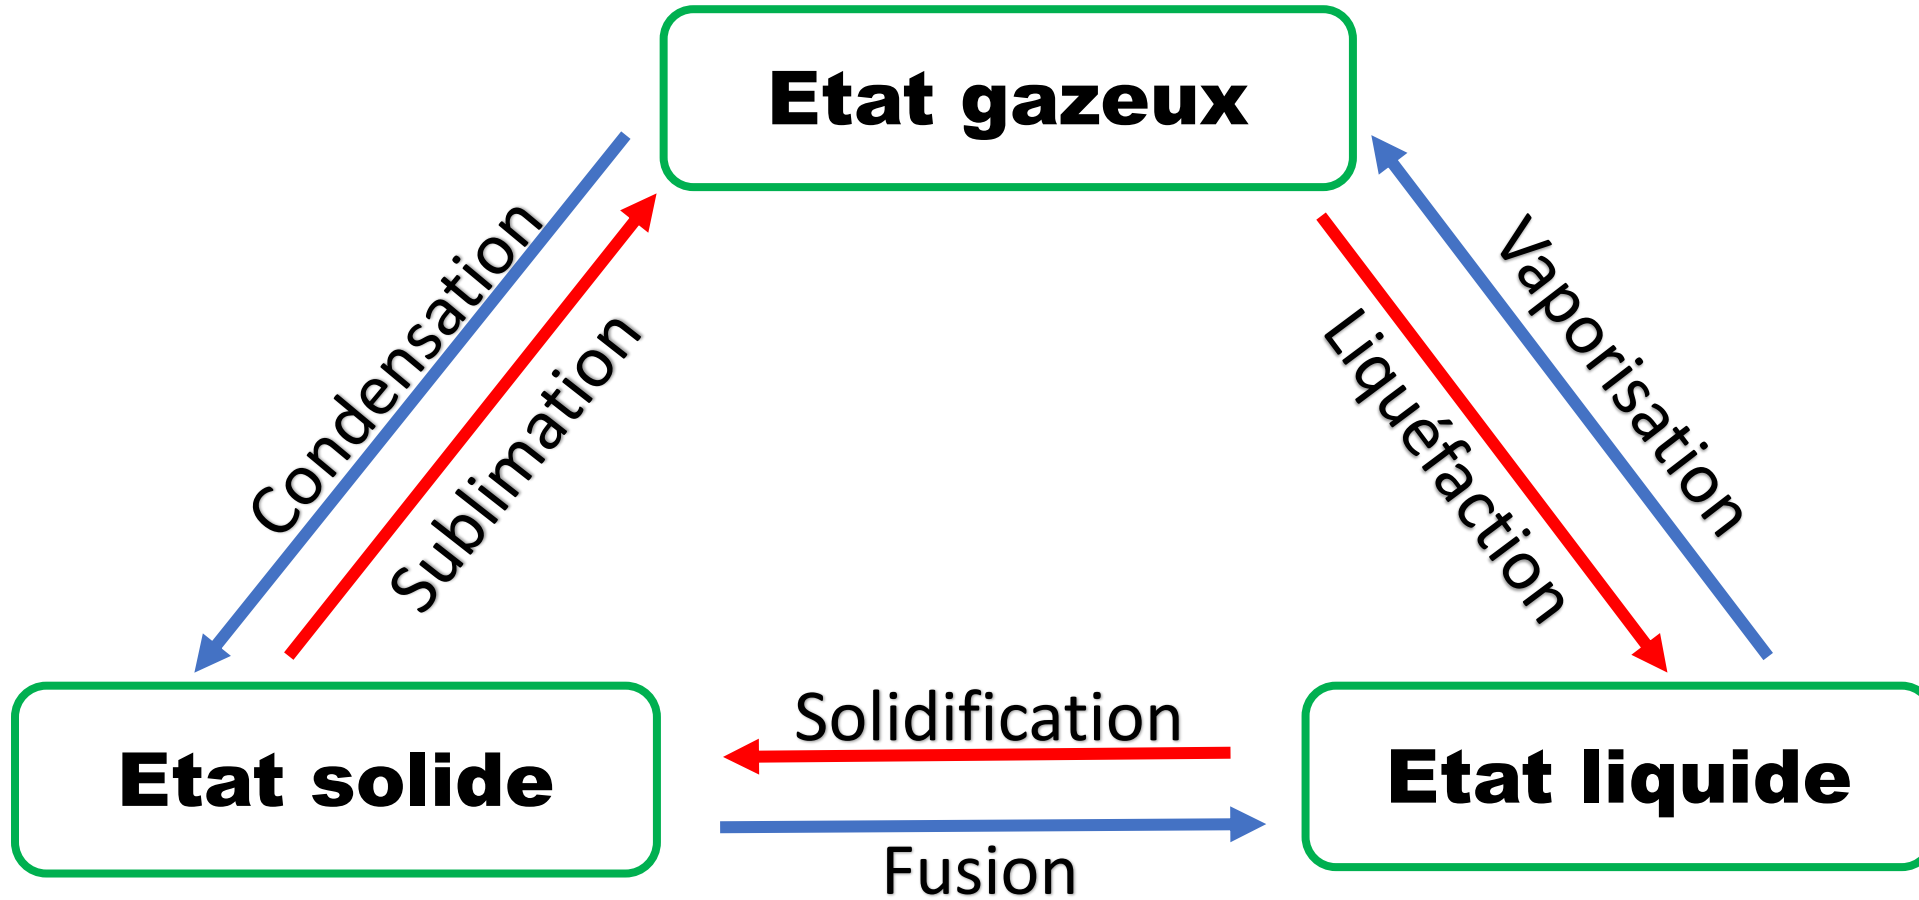 Etat gazeux
Condensation
Sublimation
Vaporisation
Liquéfaction
Solidification
Etat solide
Etat liquide
Fusion